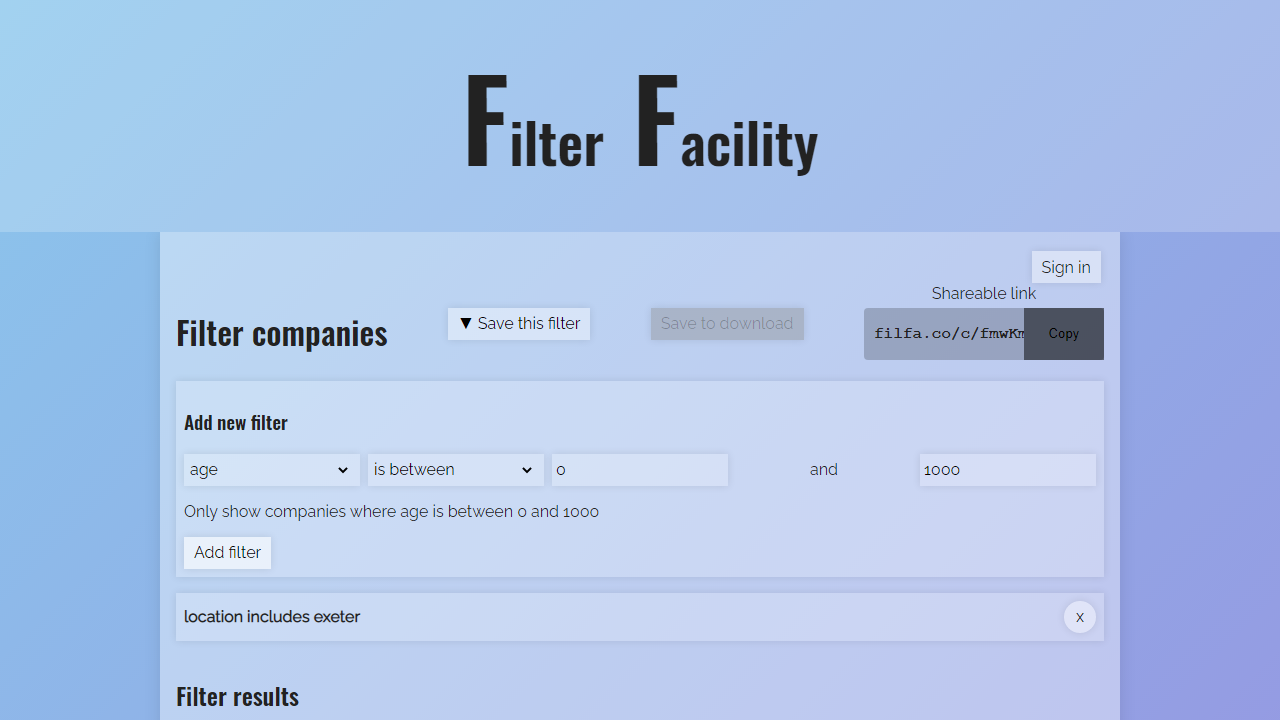 Filter Facility
Sign in
Shareable link
Filter companies
▼ Save this filter
Save to download
filfa.co/c/fmwKm
Copy
Add new filter
age
is between
0
and
1000
Only show companies where age is between 0 and 1000
Add filter
location includes exeter
x
Filter results